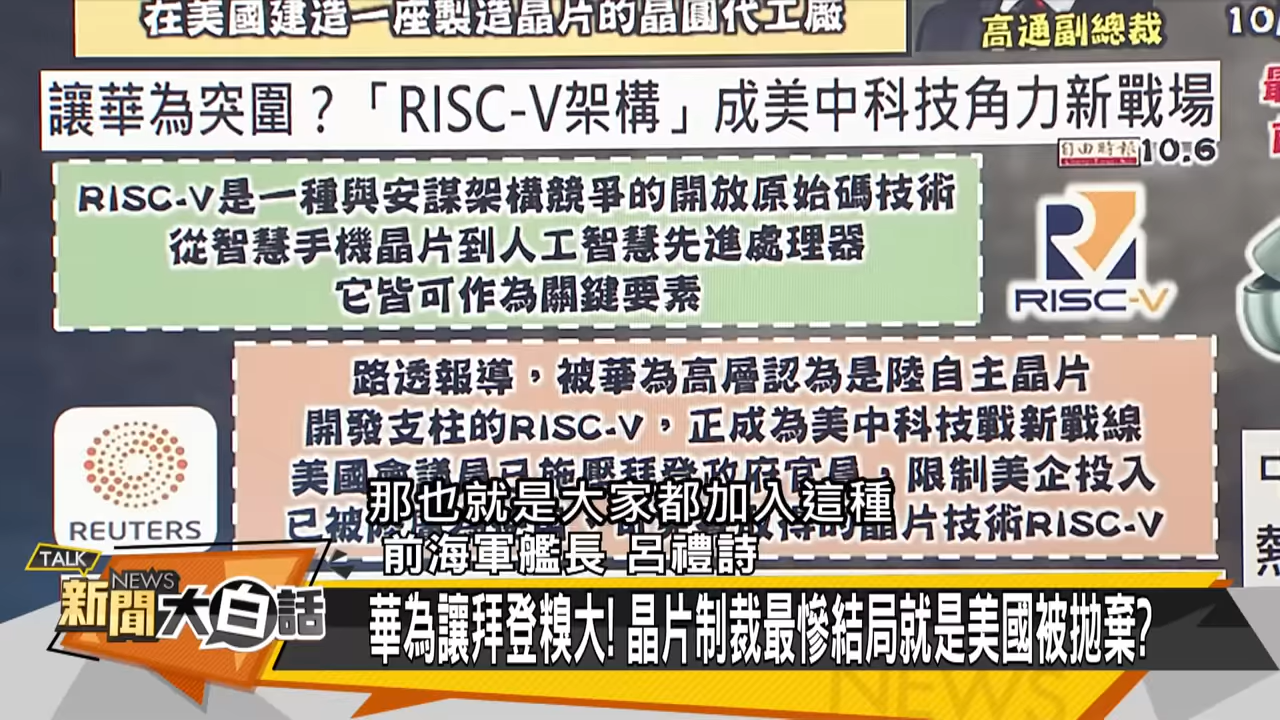 在美國建造一座製造晶片的晶圓代工廠
高通副總裁
10
讓華為突圍？「RISC-V架構」成美中科技角力新戰場
自由時報10.6
RISC-V是一種與安謀架構競爭的開放原始碼技術
從智慧手機晶片到人工智慧先進處理器
它皆可作為關鍵要素
RISC-V
路透報導，被華為高層認為是陸自主晶片
開發支柱的RISC-V，正成為美中科技戰新戰線
美國會議員已施壓拜登政府官員，限制美企投入
已被 晶片技術RISC-V
REUTERS
那也就是大家都加入這種
前海軍艦長 呂禮詩
TALK
NEWS
新聞大白話
華為讓拜登糗大!晶片制裁最慘結局就是美國被拋棄?
NEWS